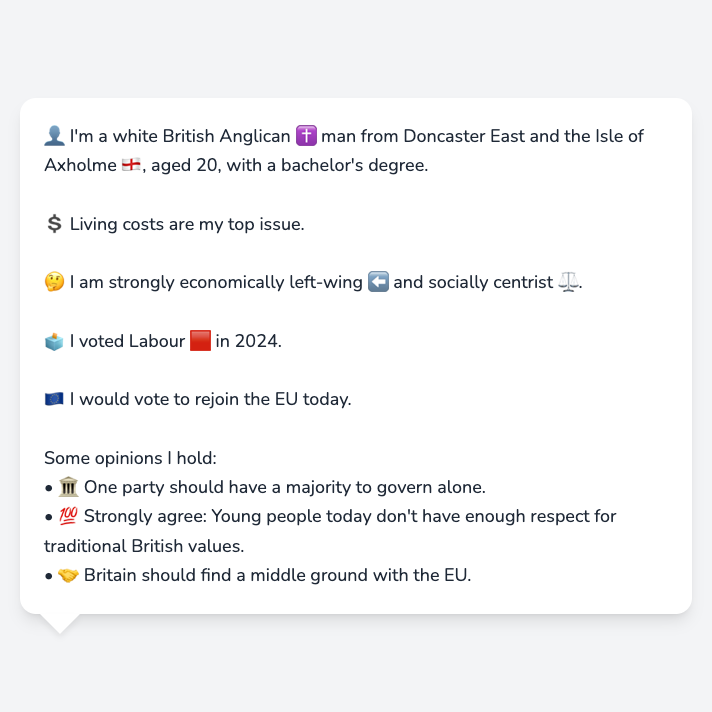 👤 I'm a white British Anglican ✝️ man from Doncaster East and the Isle of
Axholme 🏴󠁧󠁢󠁥󠁮󠁧󠁿, aged 20, with a bachelor's degree.
💲 Living costs are my top issue.
🤔 I am strongly economically left-wing ⬅️ and socially centrist ⚖️.
🗳️ I voted Labour 🟥 in 2024.
🇪🇺 I would vote to rejoin the EU today.
Some opinions I hold:
• 🏛️ One party should have a majority to govern alone.
• 💯 Strongly agree: Young people today don't have enough respect for
traditional British values.
• 🤝 Britain should find a middle ground with the EU.